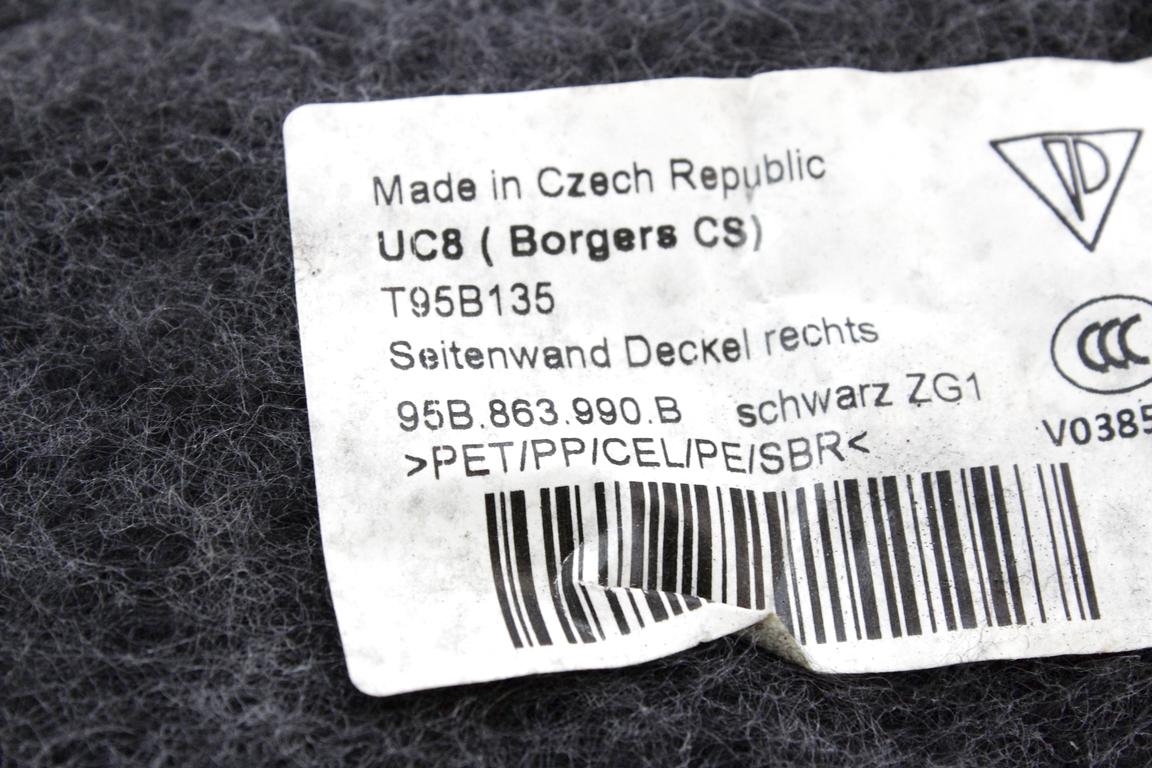 Made in Czech Republic
UC8 ( Borgers CS)
T95B135
Seitenwand Deckel rechts
95B.863.990.B schwarz ZG1
>PET/PP/CEL/PE/SBR<
CCC
V0385